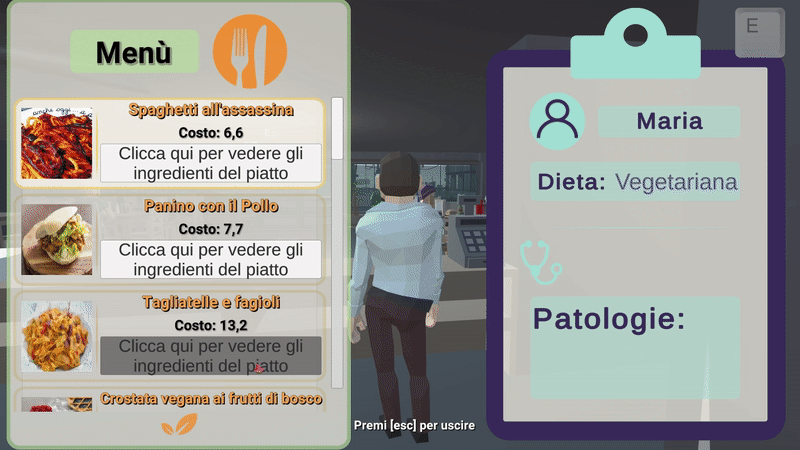 Menù
Spaghetti all'assassina
Costo: 6,6
Clicca qui per vedere gli
ingredienti del piatto
Panino con il Pollo
Costo: 7,7
Clicca qui per vedere gli
ingredienti del piatto
Tagliatelle e fagioli
Costo: 13,2
Clicca qui per vedere gli
ingredienti del piatto
Crostata vegana ai frutti di bosco
Premi [esc] per uscire
E
Maria
Dieta: Vegetariana
Patologie: